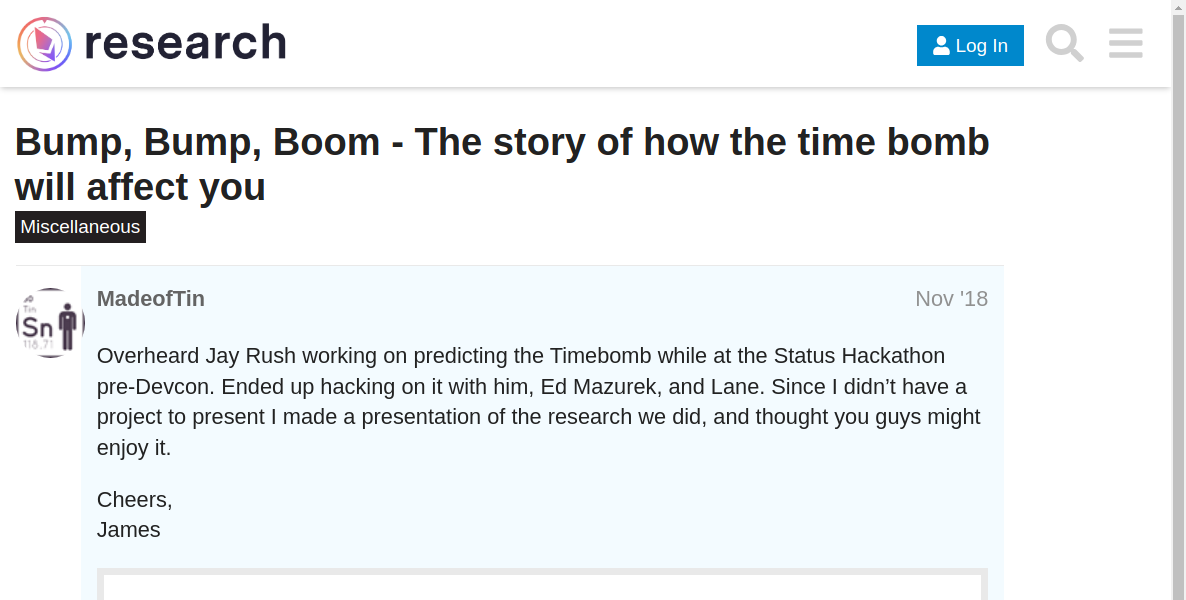 research
Log In
Bump, Bump, Boom - The story of how the time bomb
will affect you
Miscellaneous
Tin
Sn
118.71
MadeofTin
Nov '18
Overheard Jay Rush working on predicting the Timebomb while at the Status Hackathon
pre-Devcon. Ended up hacking on it with him, Ed Mazurek, and Lane. Since I didn’t have a
project to present I made a presentation of the research we did, and thought you guys might
enjoy it.
Cheers,
James